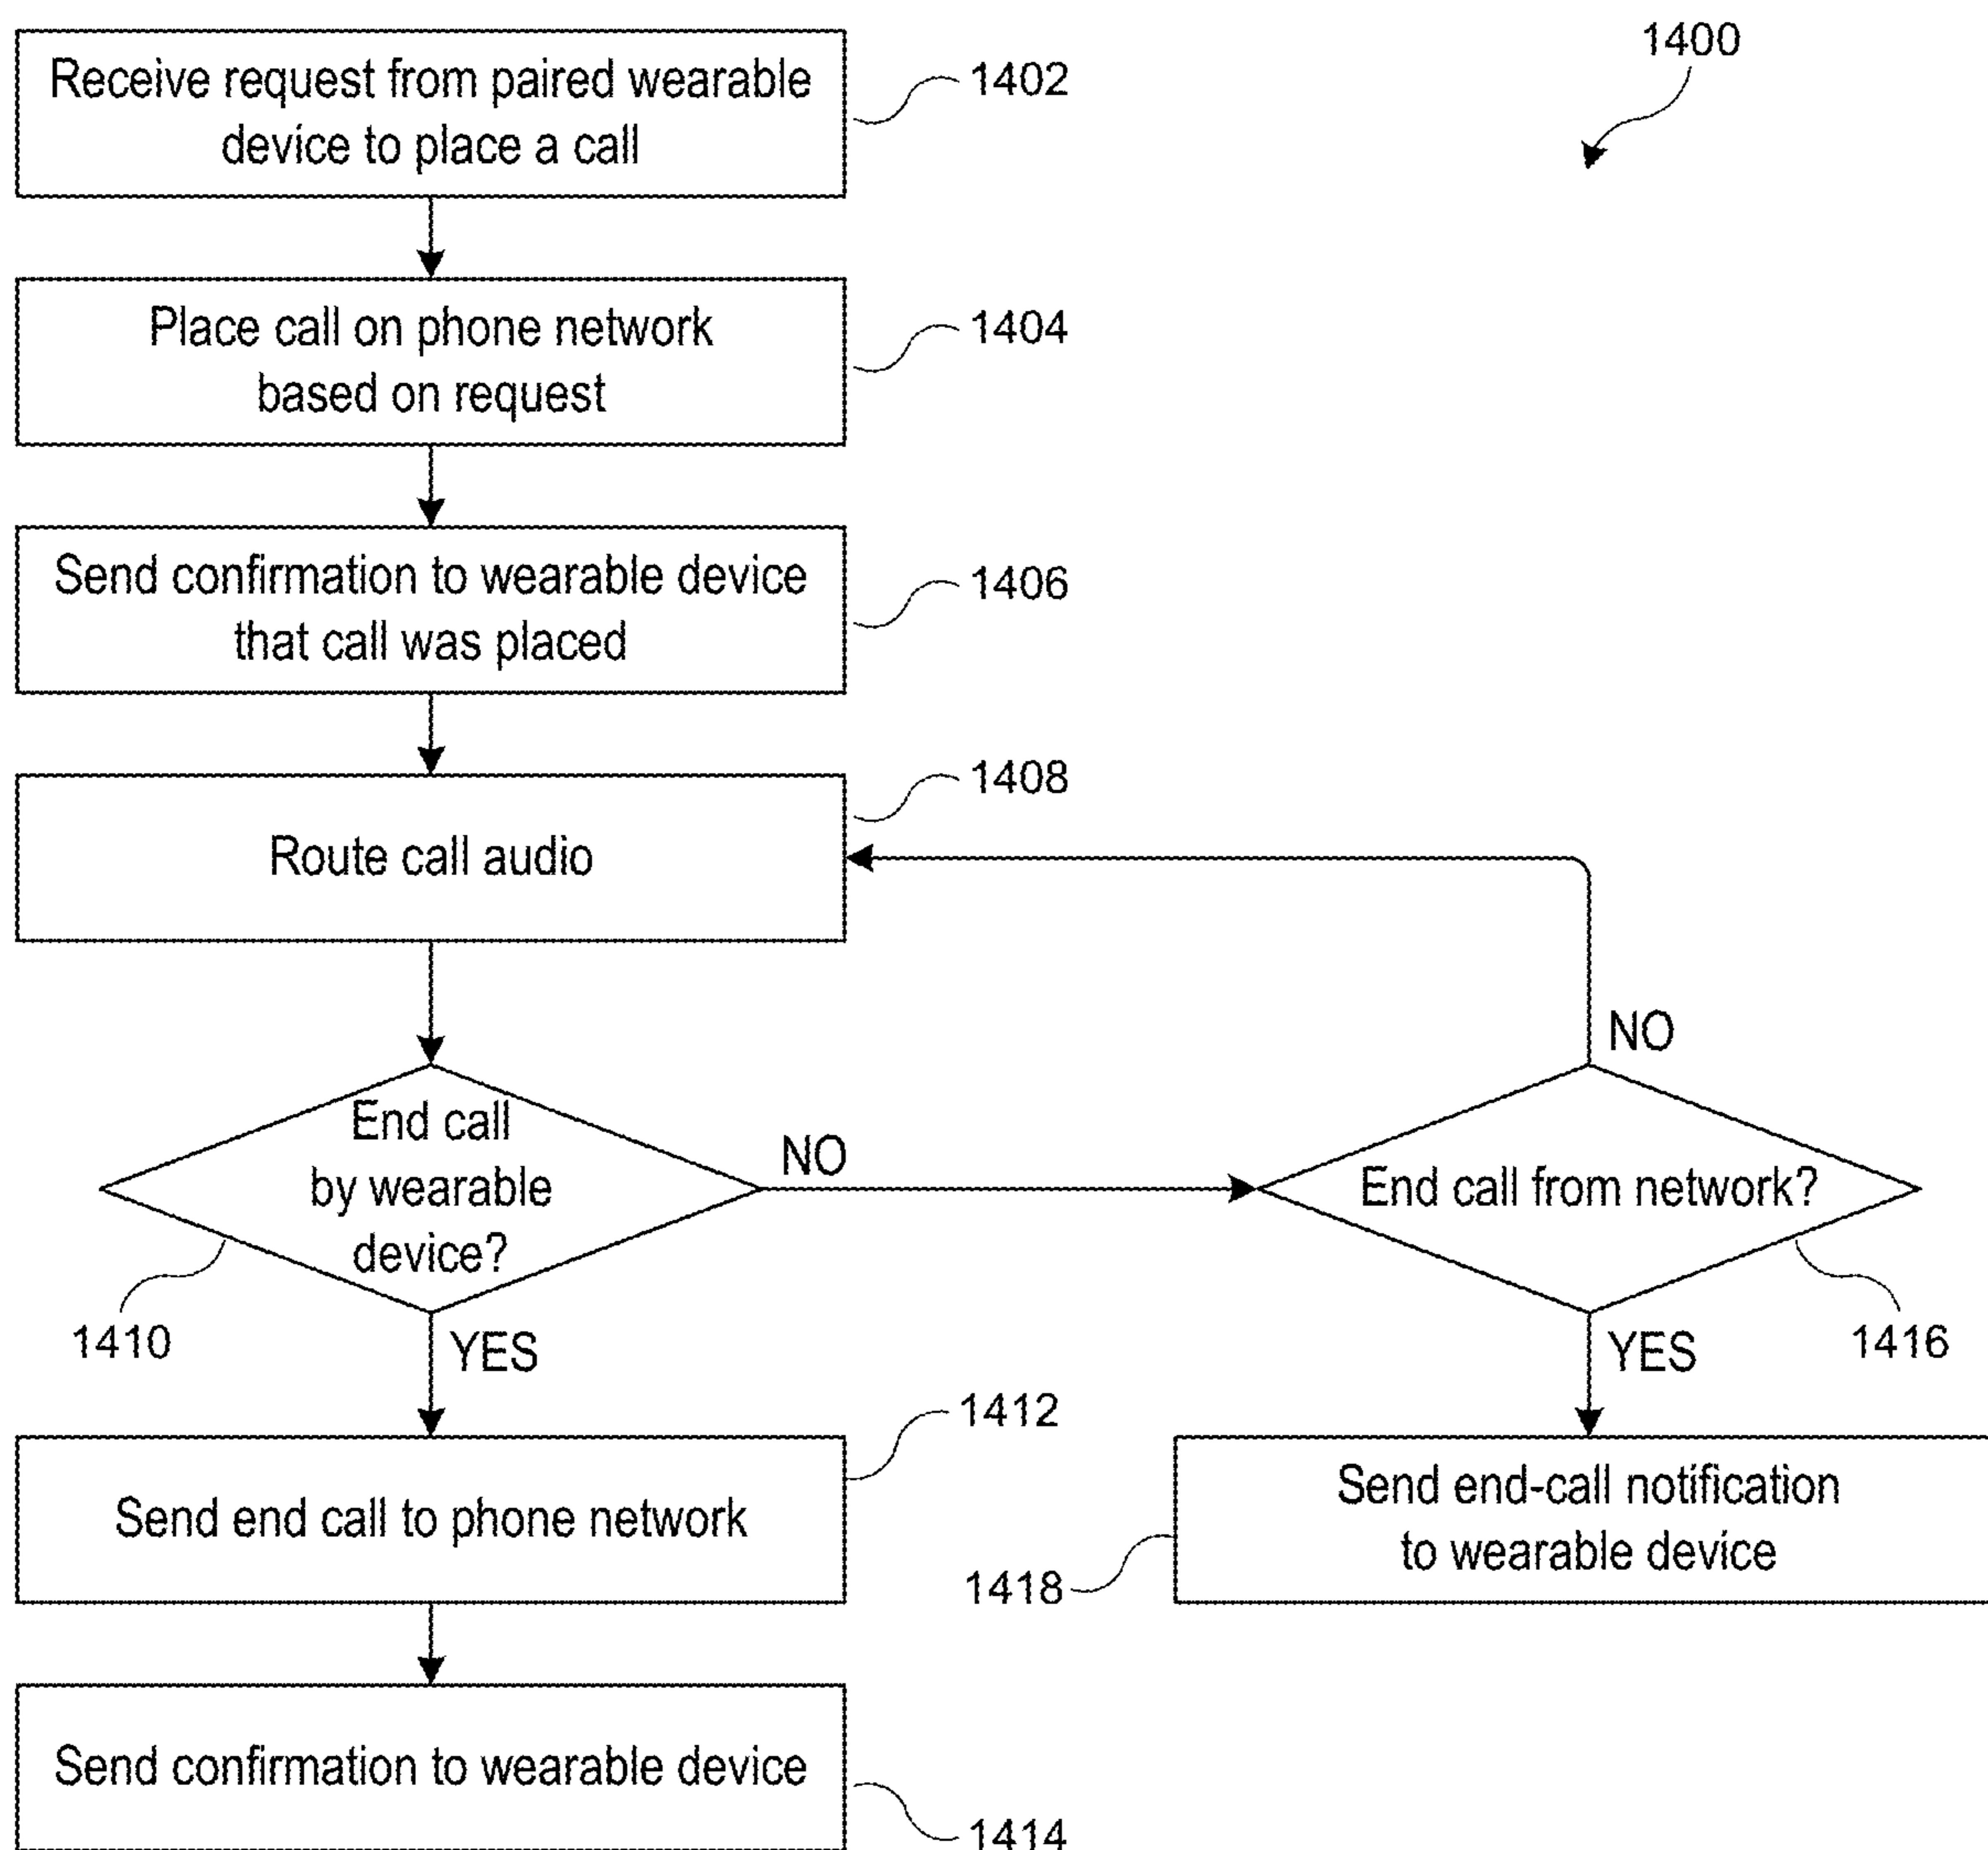 1400
Receive request from paired wearable
device to place a call
1402
Place call on phone network
based on request
1404
Send confirmation to wearable device
that call was placed
1406
Route call audio
1408
End call
by wearable
device?
1410
NO
YES
End call from network?
1416
NO
YES
Send end call to phone network
1412
Send end-call notification
to wearable device
1418
Send confirmation to wearable device
1414